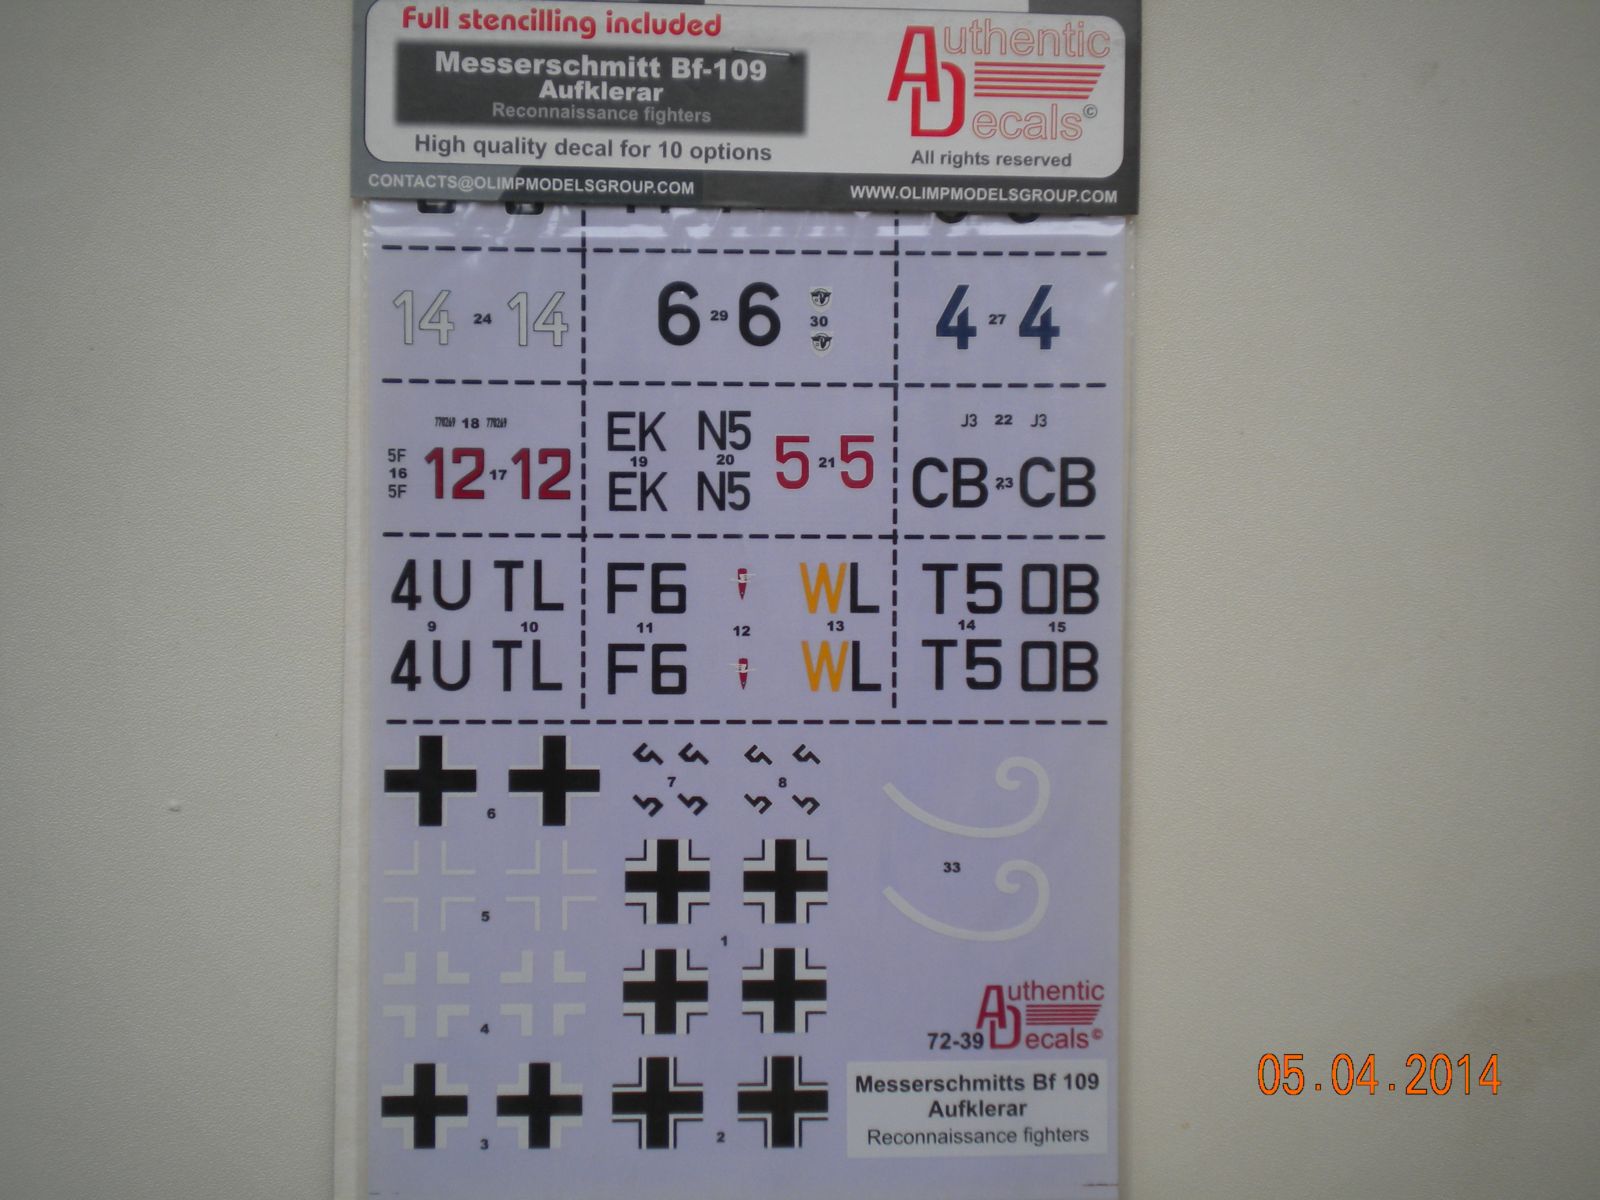 Full stencilling included
Messerschmitt Bf-109
Aufklerar
Reconnaissance fighters
High quality decal for 10 options
Authentic
Decals©
All rights reserved
CONTACTS@OLIMPMODELSGROUP.COM
WWW.OLIMPMODELSGROUP.COM
14 24 14
6 29 6 30
4 27 4
770269 18 770269
5F
16
5F
12 17 12
EK N5
19 20
EK N5
5 21 5
J3 22 J3
CB 23 CB
4U TL
9 10
4U TL
F6 WL
11 12 13
F6 WL
T5 OB
14 15
T5 OB
6
7 8
33
5
1
4
3
2
Authentic
72-39 Decals©
Messerschmitts Bf 109
Aufklerar
Reconnaissance fighters
05.04.2014